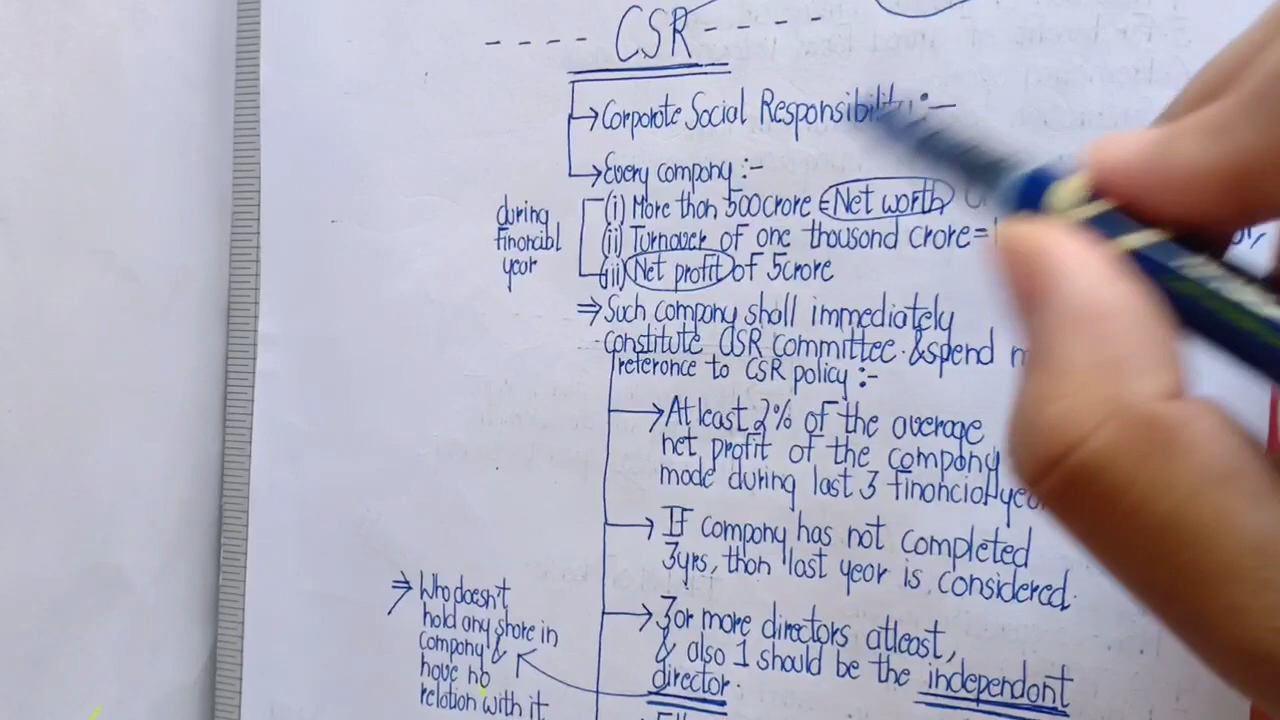 ---- CSR ----
→ Corporate Social Responsibility :-
→ Every company :-
during
financial
year
(i) More than 500 crore Net worth
(ii) Turnover of one thousand crore =
(iii) Net profit of 5 crore
⇒ Such company shall immediately
constitute CSR committee. & spend
reference to CSR policy :-
→ At least 2% of the average
net profit of the company
made during last 3 financial
→ If company has not completed
3yrs, than last year is considered.
→ 3 or more directors atleast,
& also 1 should be the independent
director.
⇒ Who doesn't
hold any share in
company &
have no
relation with it